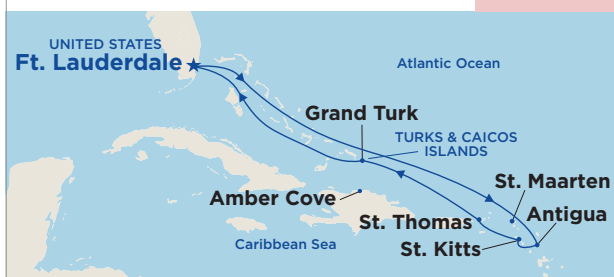 UNITED STATES
Ft. Lauderdale
Atlantic Ocean
Grand Turk
TURKS & CAICOS
ISLANDS
St. Maarten
Amber Cove
St. Thomas
Antigua
St. Kitts
Caribbean Sea